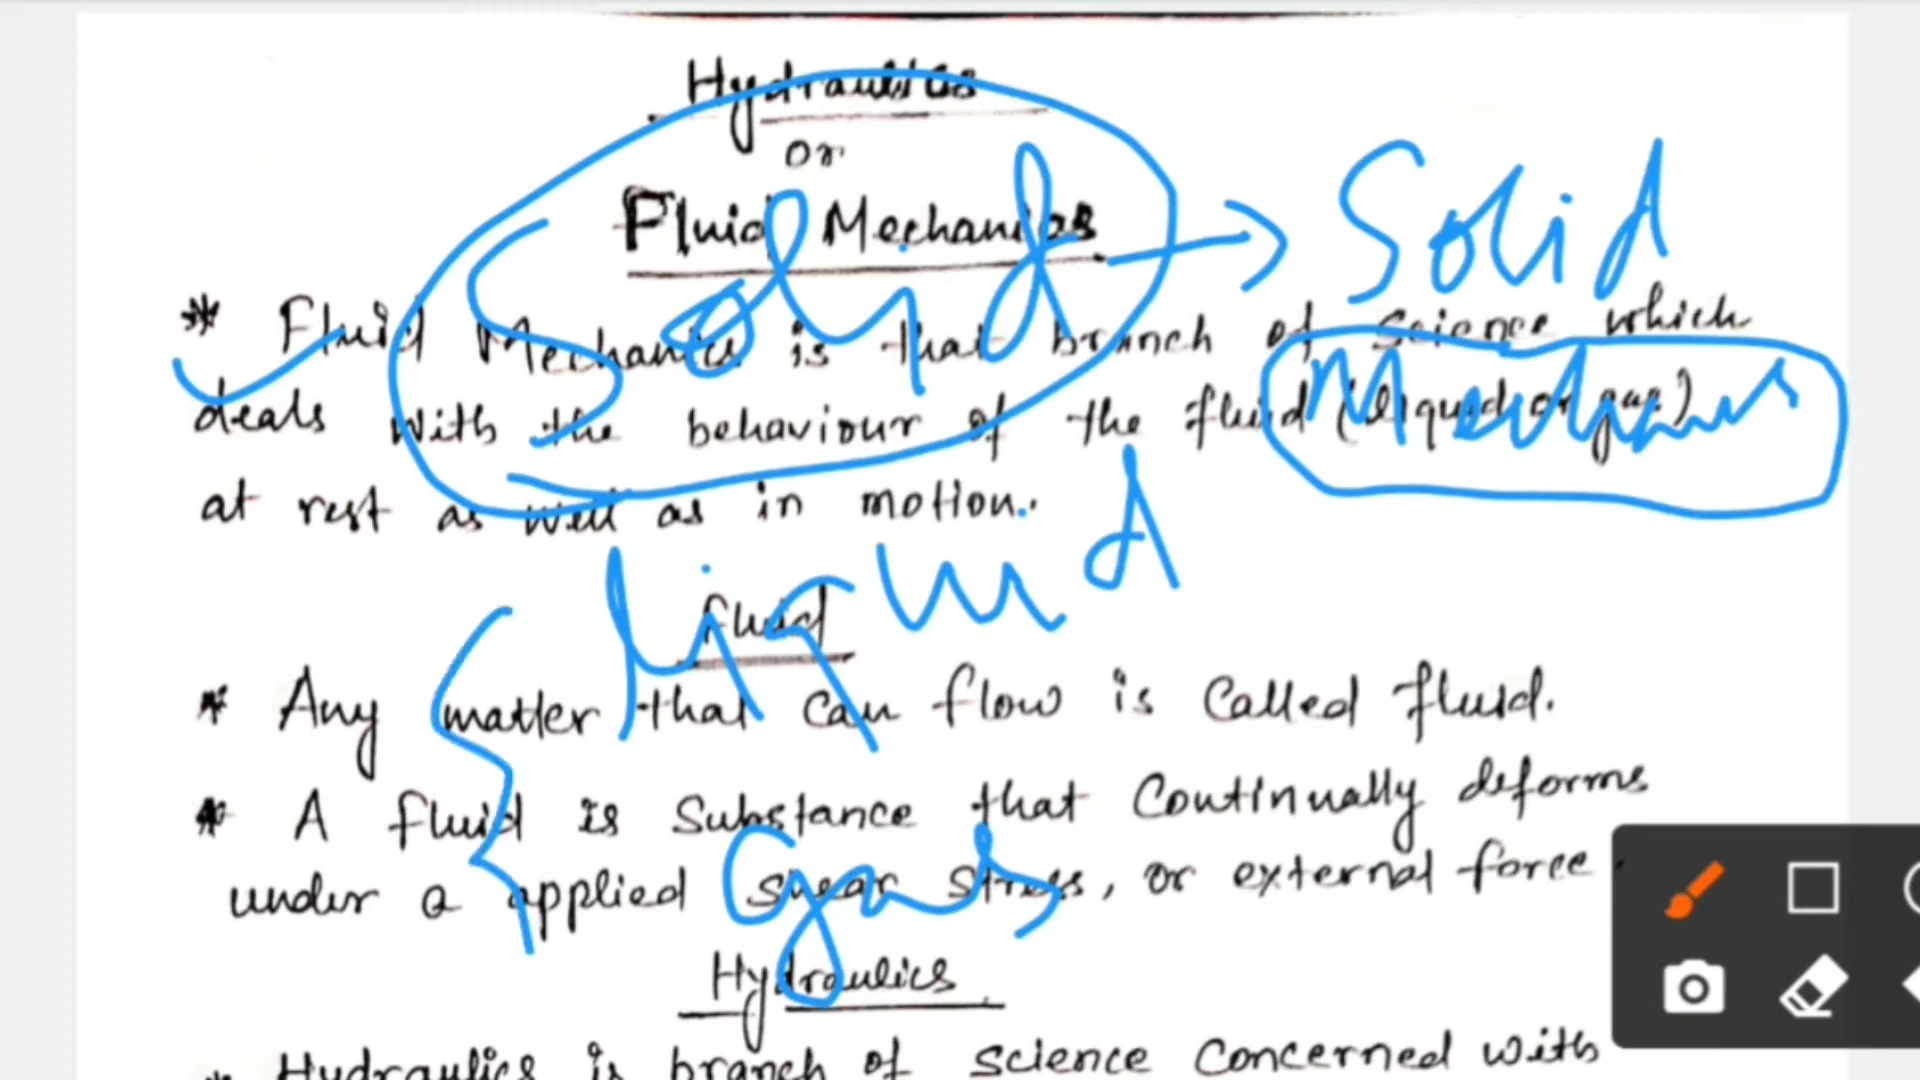 Hydraulics
or
Fluid Mechanics
Solid
Solid
* Fluid Mechanics is that branch of science which
deals with the behaviour of the fluid (liquid or gas)
at rest as well as in motion.
liquid
fluid
* Any matter that can flow is called fluid.
* A fluid is substance that continually deforms
under a applied shear stress, or external force.
Gas
Hydraulics
* Hydraulics is branch of science concerned with